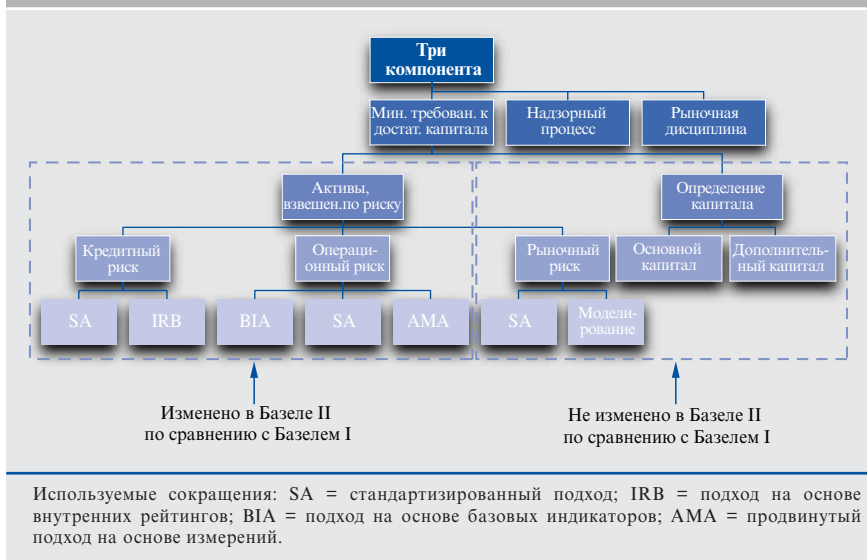 Три
компонента
Мин. требован. к
достат. капитала
Надзорный
процесс
Рыночная
дисциплина
Активы,
взвешен.по риску
Определение
капитала
Кредитный
риск
Операци-
онный риск
Рыночный
риск
Основной
капитал
Дополнитель-
ный капитал
SA
IRB
BIA
SA
AMA
SA
Модели-
рование
Изменено в Базеле II
по сравнению с Базелем I
Не изменено в Базеле II
по сравнению с Базелем I
Используемые сокращения: SA = стандартизированный подход; IRB = подход на основе
внутренних рейтингов; BIA = подход на основе базовых индикаторов; AMA = продвинутый
подход на основе измерений.